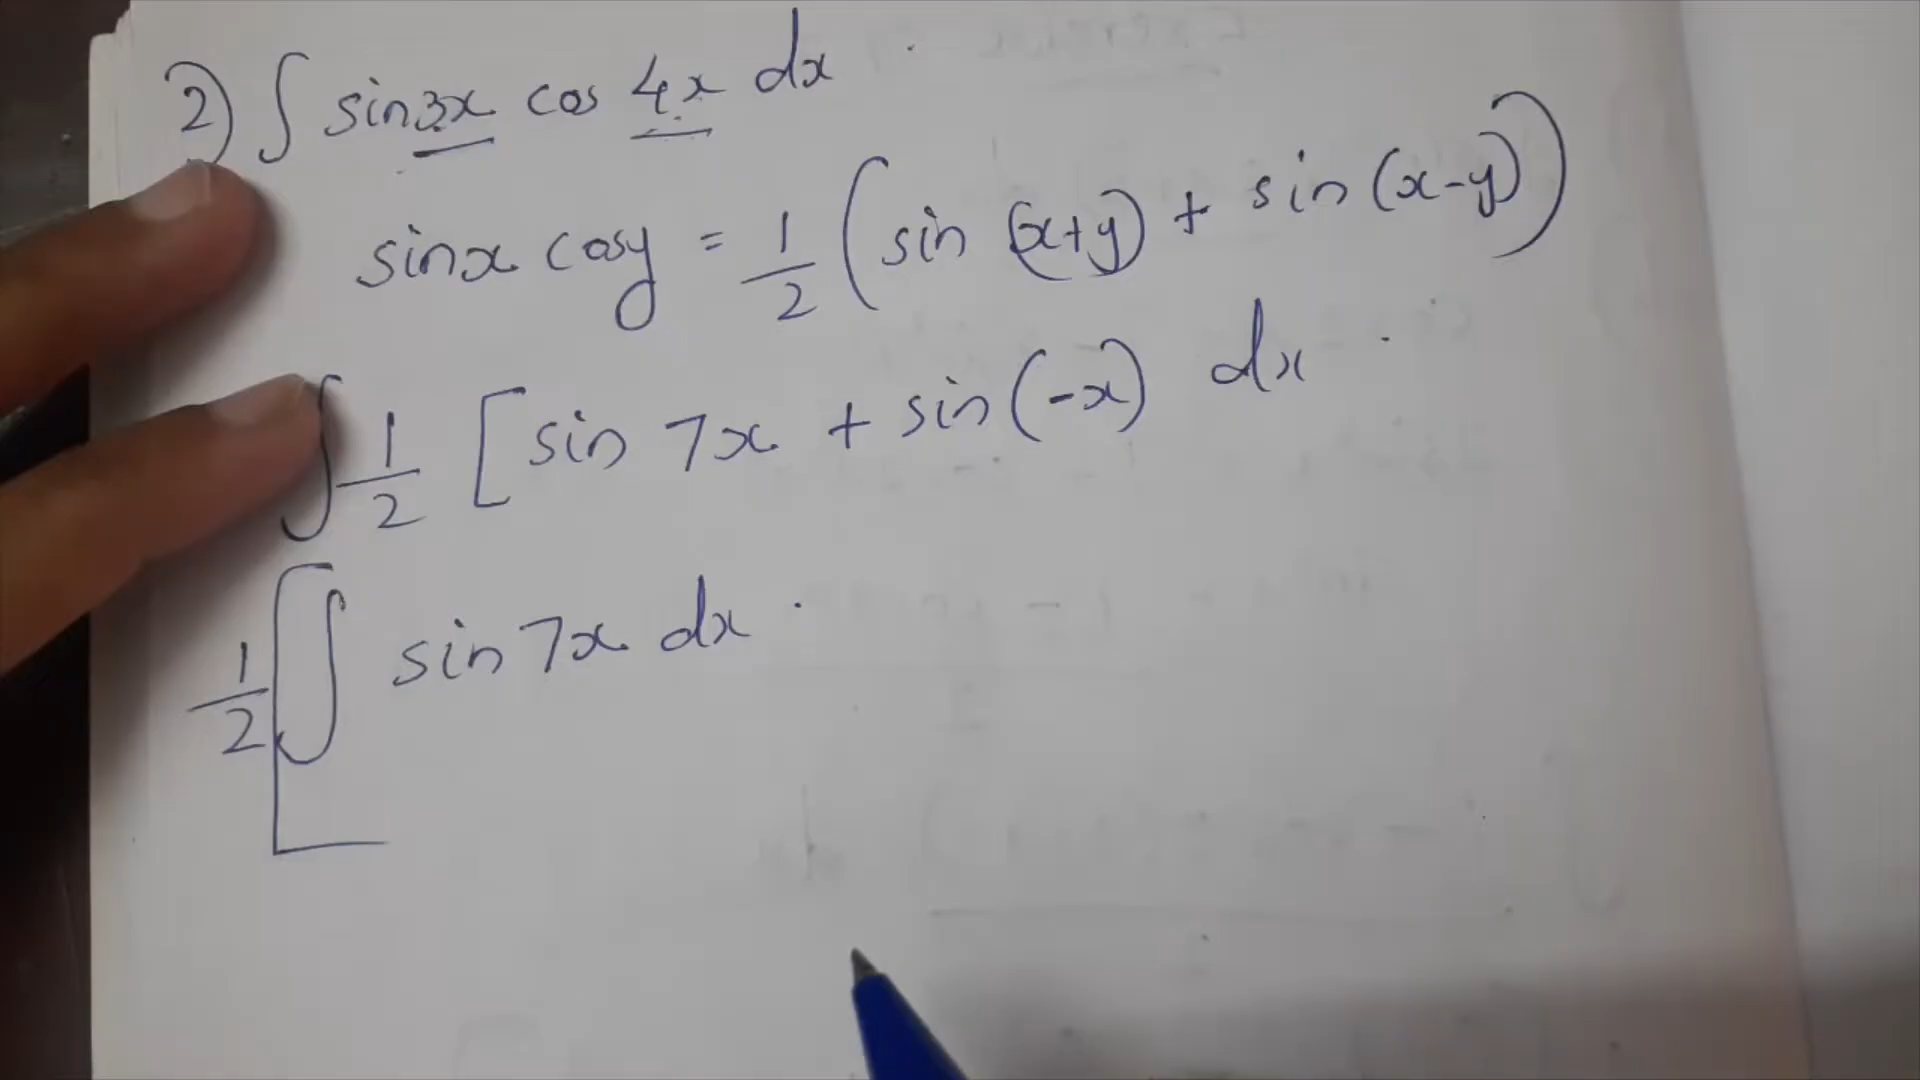 2) ∫ sin3x cos 4x dx
sinx cosy = 1/2 (sin (x+y) + sin (x-y))
∫ 1/2 [sin 7x + sin(-x) dx
1/2 [∫ sin 7x dx